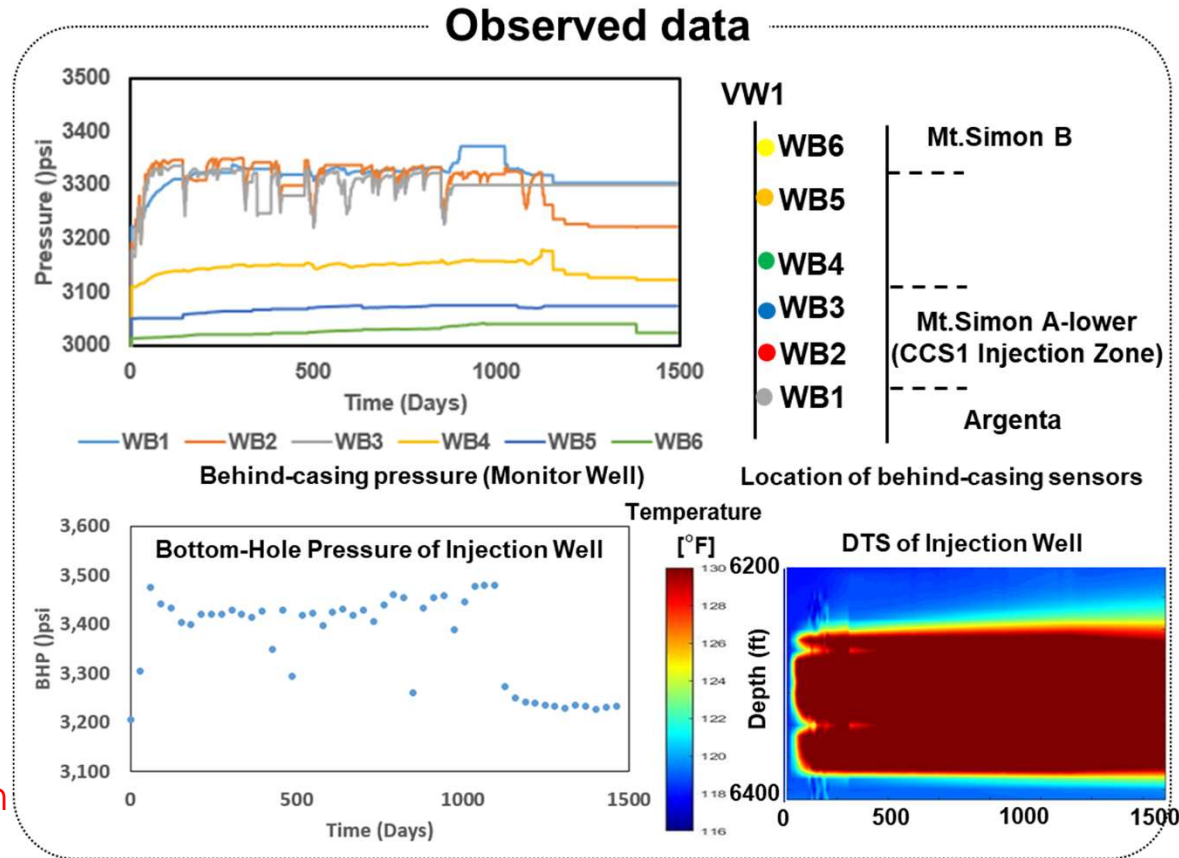 Observed data
3500
3400
3300
3200
3100
3000
Pressure ()psi
0 500 1000 1500
Time (Days)
WB1 WB2 WB3 WB4 WB5 WB6
Behind-casing pressure (Monitor Well)
VW1
WB6
WB5
WB4
WB3
WB2
WB1
Mt.Simon B
Mt.Simon A-lower
(CCS1 Injection Zone)
Argenta
Location of behind-casing sensors
Bottom-Hole Pressure of Injection Well
3,600
3,500
3,400
3,300
3,200
3,100
BHP ()psi
0 500 1000 1500
Time (Days)
Temperature
[°F]
130
128
126
124
122
120
118
116
DTS of Injection Well
6200
Depth (ft)
6400
0 500 1000 1500
n